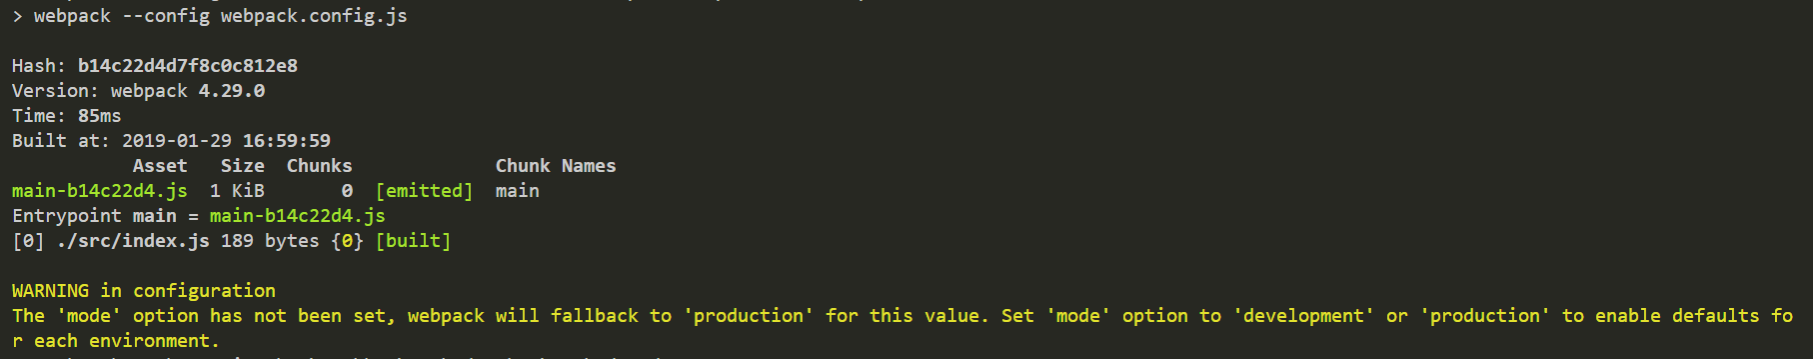 > webpack --config webpack.config.js
Hash: b14c22d4d7f8c0c812e8
Version: webpack 4.29.0
Time: 85ms
Built at: 2019-01-29 16:59:59
Asset Size Chunks Chunk Names
main-b14c22d4.js 1 KiB 0 [emitted] main
Entrypoint main = main-b14c22d4.js
[0] ./src/index.js 189 bytes {0} [built]
WARNING in configuration
The 'mode' option has not been set, webpack will fallback to 'production' for this value. Set 'mode' option to 'development' or 'production' to enable defaults fo
r each environment.